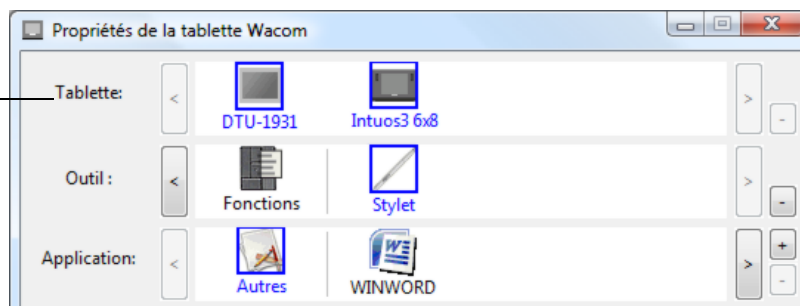 Propriétés de la tablette Wacom
Tablette:
< DTU-1931 Intuos3 6x8 > -
Outil :
< Fonctions Stylet > -
Application:
< Autres WINWORD > + -